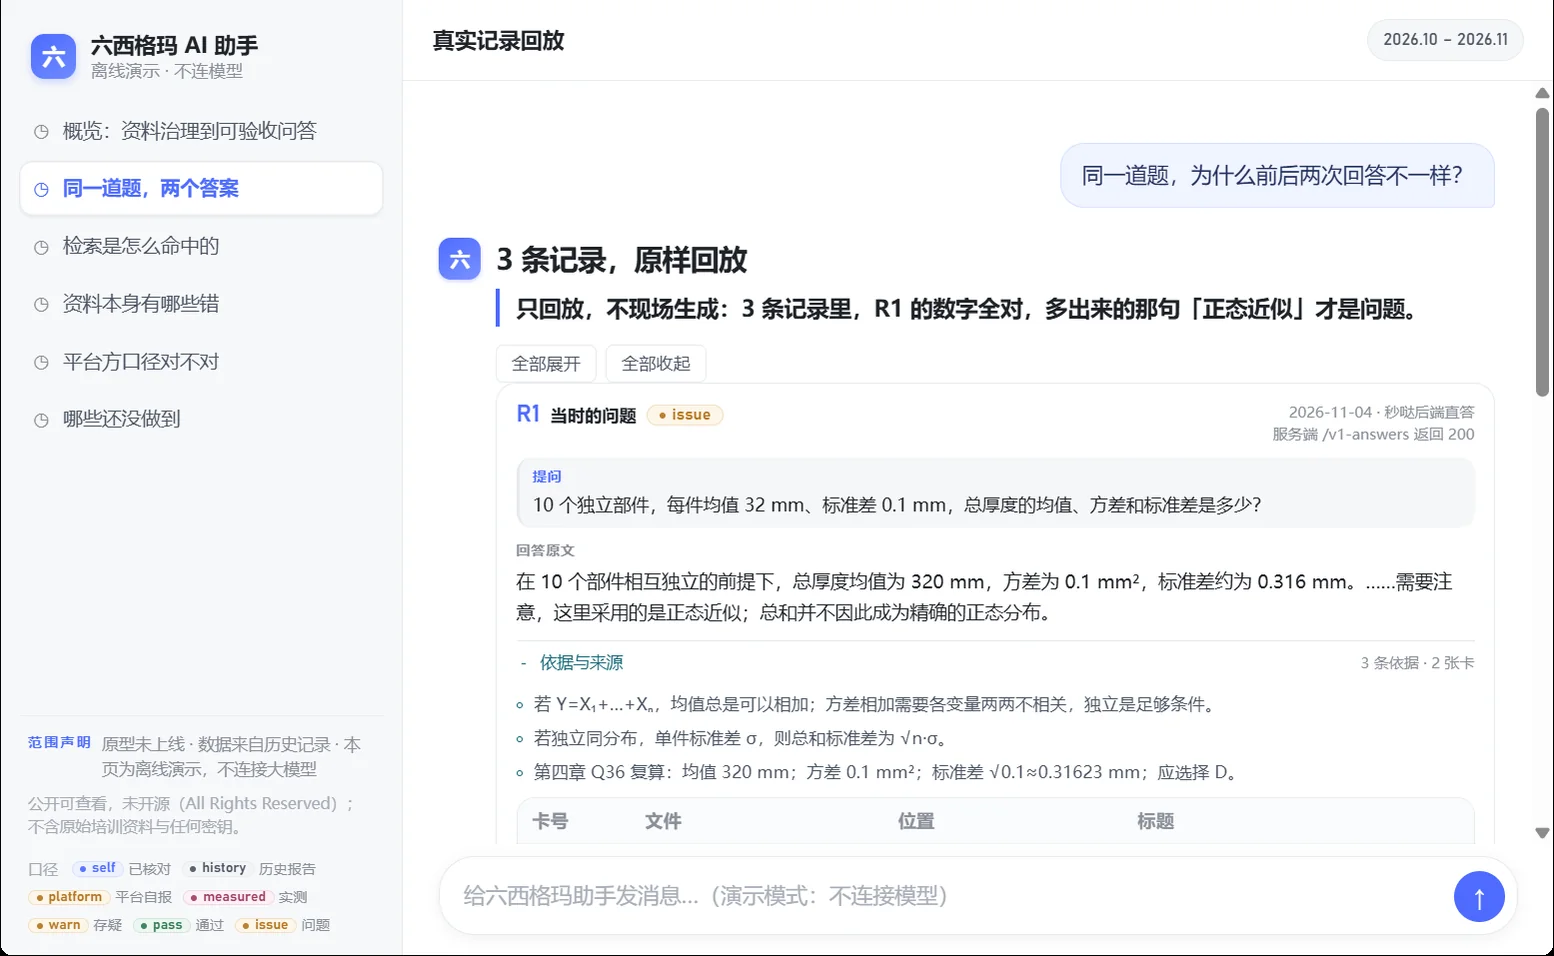 六
六西格玛 AI 助手
离线演示 · 不连模型
概览：资料治理到可验收问答
同一道题，两个答案
检索是怎么命中的
资料本身有哪些错
平台方口径对不对
哪些还没做到
范围声明 原型未上线 · 数据来自历史记录 · 本
页为离线演示，不连接大模型
公开可查看，未开源（All Rights Reserved）；
不含原始培训资料与任何密钥。
口径 self 已核对 history 历史报告
platform 平台自报 measured 实测
warn 存疑 pass 通过 issue 问题
真实记录回放
2026.10 – 2026.11
同一道题，为什么前后两次回答不一样？
六
3 条记录，原样回放
只回放，不现场生成：3 条记录里，R1 的数字全对，多出来的那句「正态近似」才是问题。
全部展开 全部收起
R1 当时的问题 issue
2026-11-04 · 秒哒后端直答
服务端 /v1-answers 返回 200
提问
10 个独立部件，每件均值 32 mm、标准差 0.1 mm，总厚度的均值、方差和标准差是多少？
回答原文
在 10 个部件相互独立的前提下，总厚度均值为 320 mm，方差为 0.1 mm²，标准差约为 0.316 mm。……需要注
意，这里采用的是正态近似；总和并不因此成为精确的正态分布。
- 依据与来源
3 条依据 · 2 张卡
若 Y=X₁+…+Xₙ，均值总是可以相加；方差相加需要各变量两两不相关，独立是足够条件。
若独立同分布，单件标准差 σ，则总和标准差为 √n·σ。
第四章 Q36 复算：均值 320 mm；方差 0.1 mm²；标准差 √0.1≈0.31623 mm；应选择 D。
卡号 文件 位置 标题
给六西格玛助手发消息…（演示模式：不连接模型）
↑